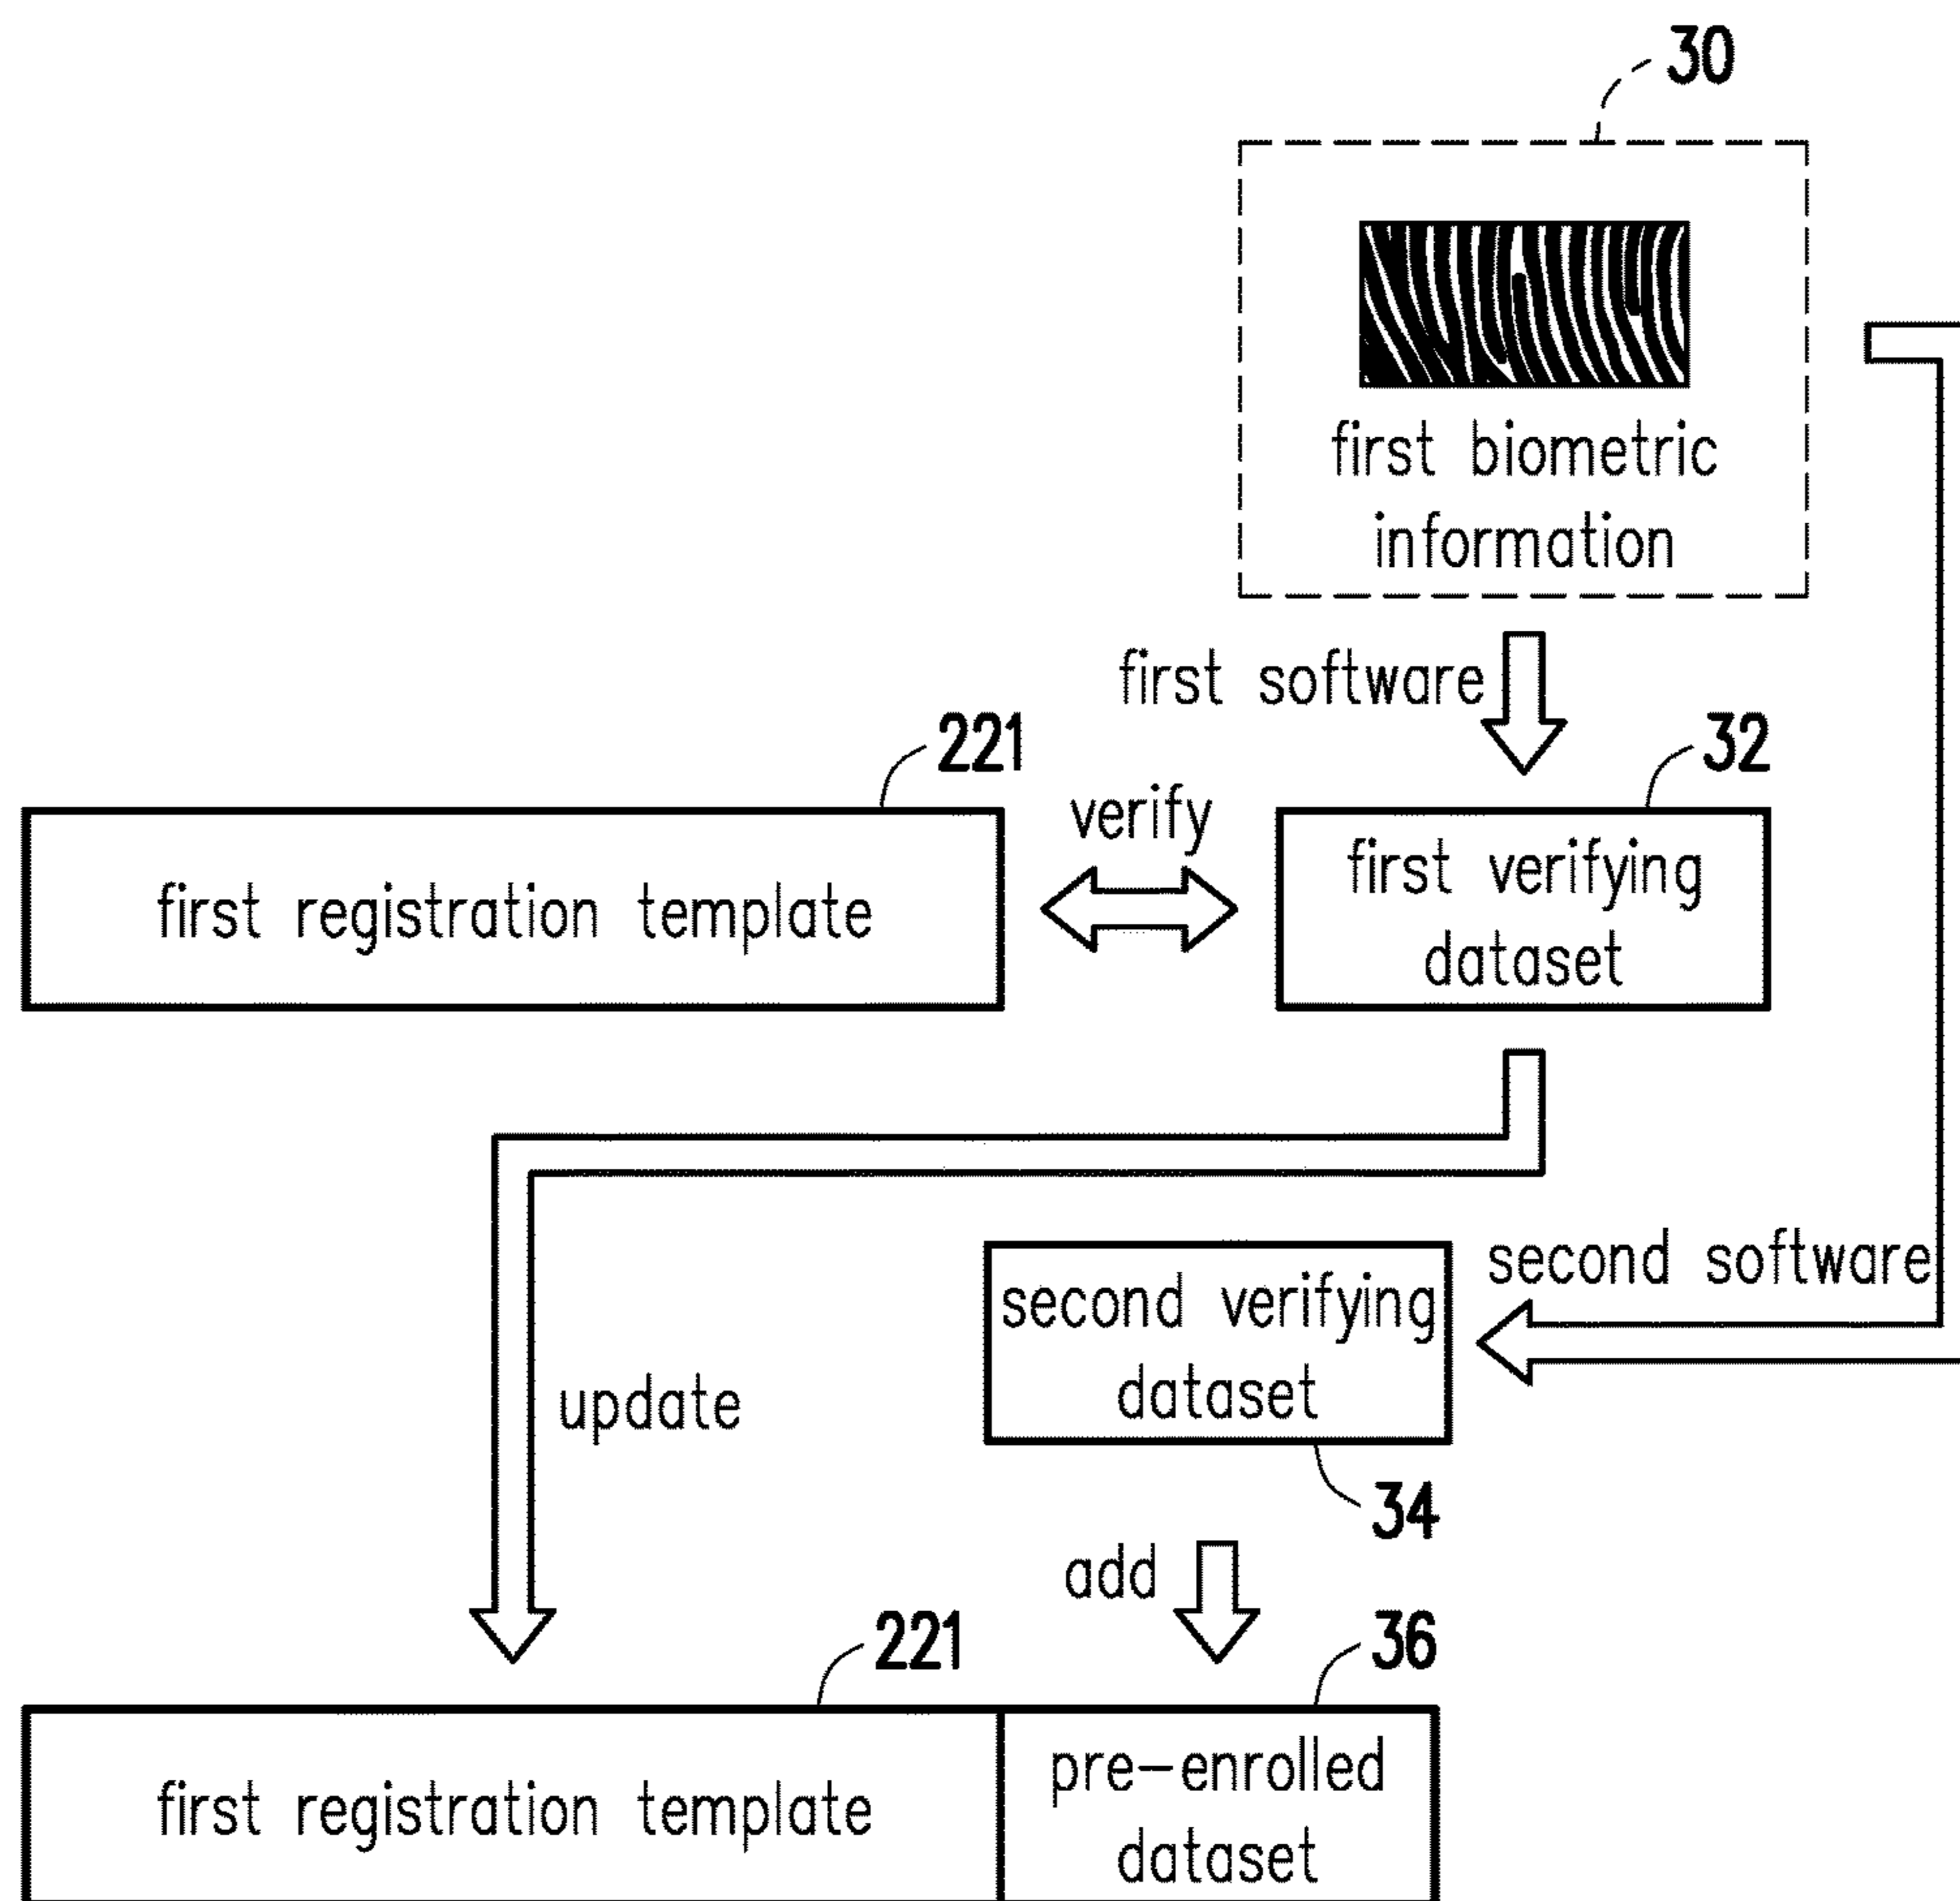 30
first biometric
information
first software
221
32
verify
first registration template
first verifying
dataset
second software
second verifying
dataset
update
34
add
221
36
first registration template
pre-enrolled
dataset